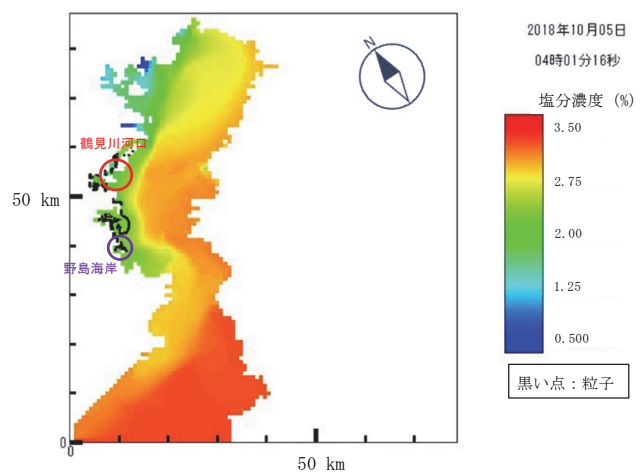 2018年10月05日
04時01分16秒
N
塩分濃度 (%)
3.50
2.75
2.00
1.25
0.500
黒い点：粒子
鶴見川河口
50 km
野島海岸
0
0
50 km